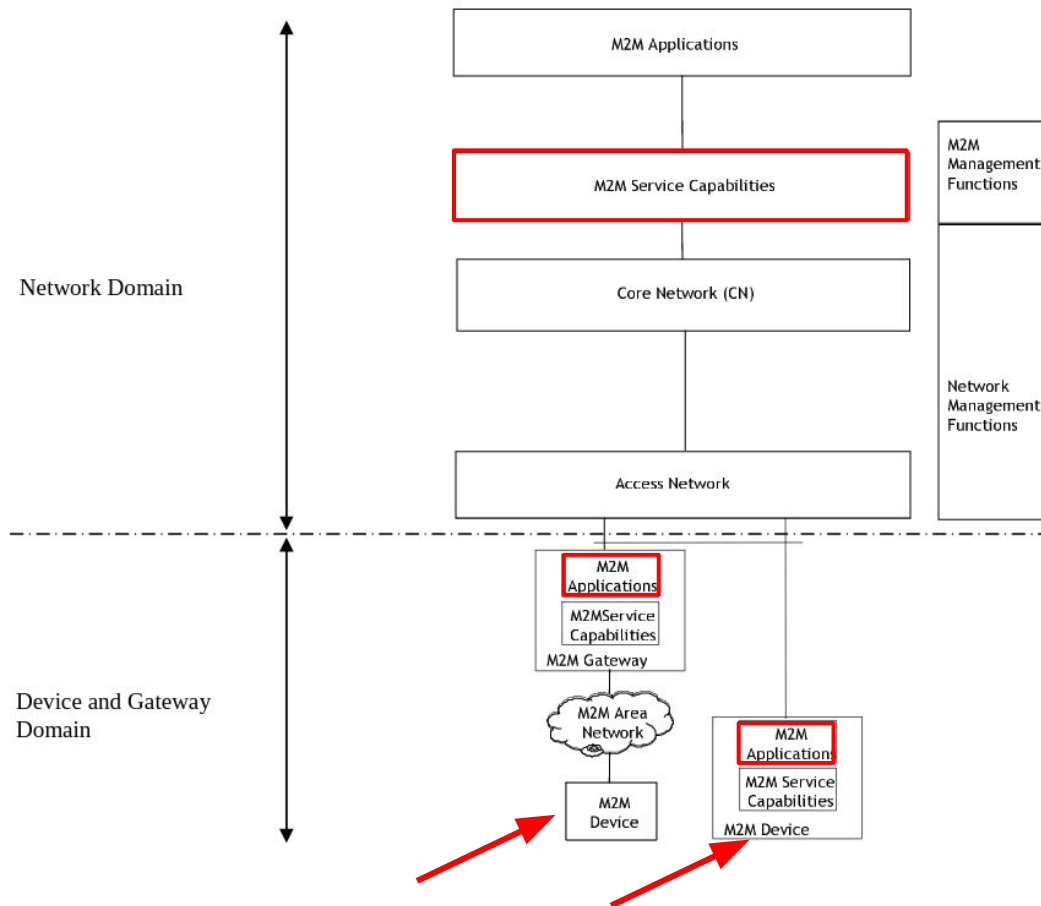 M2M Applications
M2M Service Capabilities
M2M
Management
Functions
Network Domain
Core Network (CN)
Network
Management
Functions
Access Network
M2M
Applications
M2MService
Capabilities
M2M Gateway
Device and Gateway
Domain
M2M Area
Network
M2M
Device
M2M
Applications
M2M Service
Capabilities
M2M Device